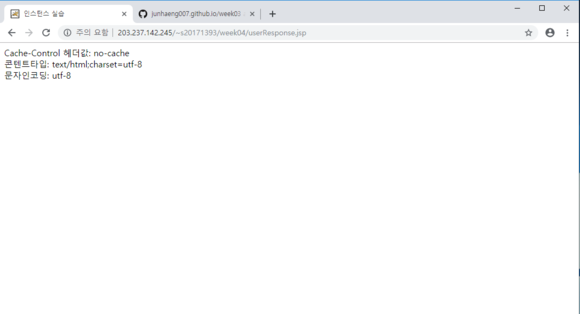 인스턴스 실습
junhaeng007.github.io/week03
주의 요함
203.237.142.245/~s20171393/week04/userResponse.jsp
Cache-Control 헤더값: no-cache
콘텐트타입: text/html;charset=utf-8
문자인코딩: utf-8